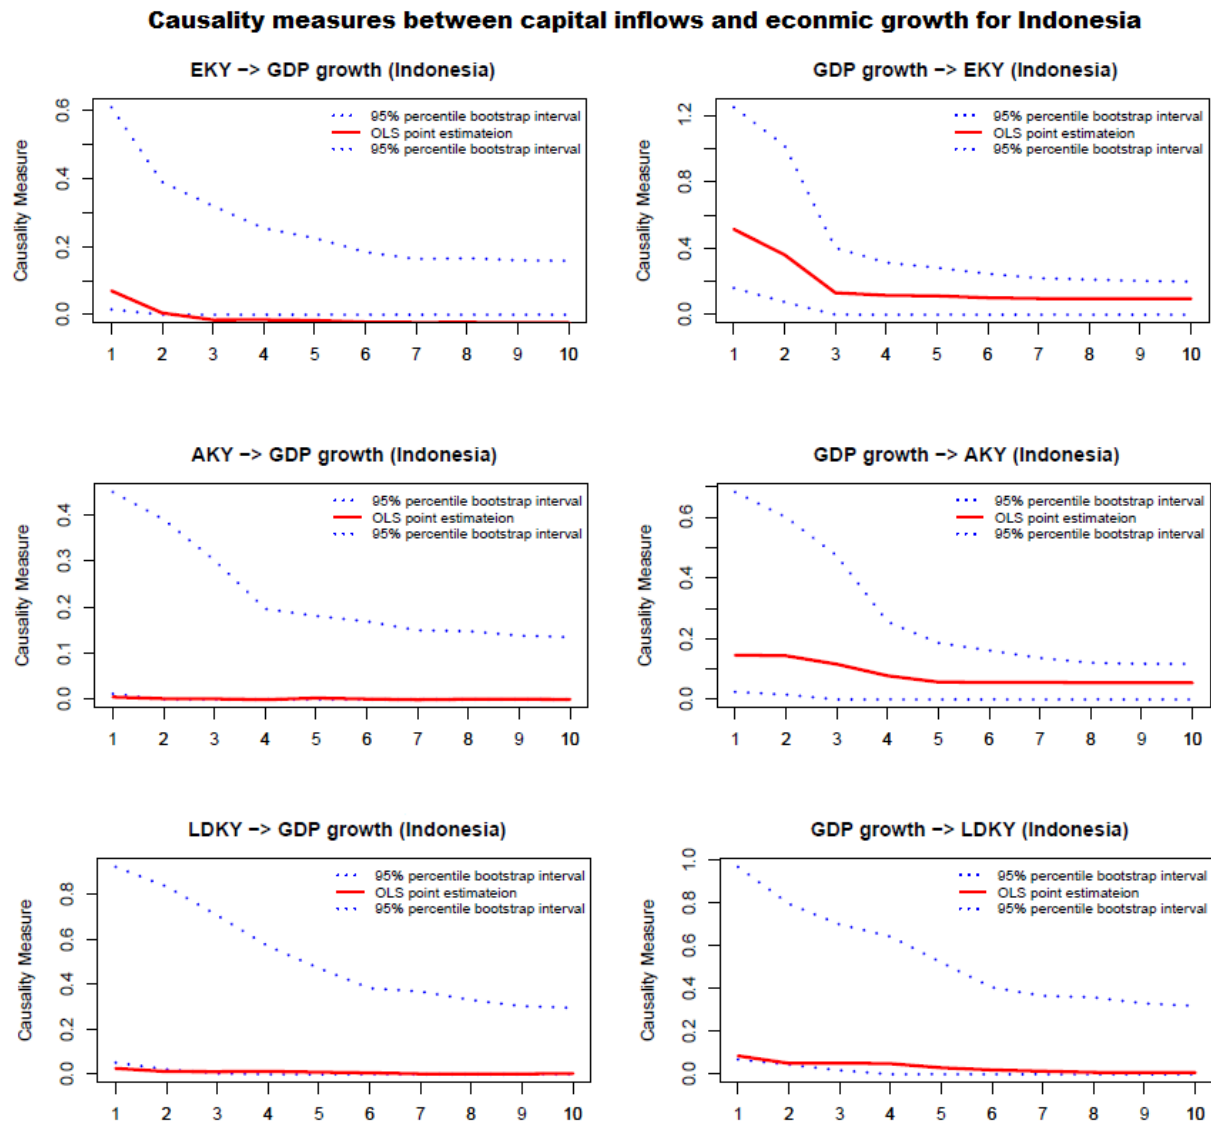 Causality measures between capital inflows and econmic growth for Indonesia
EKY −> GDP growth (Indonesia)
Causality Measure
0.6
0.4
0.2
0.0
95% percentile bootstrap interval
OLS point estimateion
95% percentile bootstrap interval
1 2 3 4 5 6 7 8 9 10
GDP growth −> EKY (Indonesia)
Causality Measure
1.2
0.8
0.4
0.0
95% percentile bootstrap interval
OLS point estimateion
95% percentile bootstrap interval
1 2 3 4 5 6 7 8 9 10
AKY −> GDP growth (Indonesia)
Causality Measure
0.4
0.3
0.2
0.1
0.0
95% percentile bootstrap interval
OLS point estimateion
95% percentile bootstrap interval
1 2 3 4 5 6 7 8 9 10
GDP growth −> AKY (Indonesia)
Causality Measure
0.6
0.4
0.2
0.0
95% percentile bootstrap interval
OLS point estimateion
95% percentile bootstrap interval
1 2 3 4 5 6 7 8 9 10
LDKY −> GDP growth (Indonesia)
Causality Measure
0.8
0.6
0.4
0.2
0.0
95% percentile bootstrap interval
OLS point estimateion
95% percentile bootstrap interval
1 2 3 4 5 6 7 8 9 10
GDP growth −> LDKY (Indonesia)
Causality Measure
1.0
0.8
0.6
0.4
0.2
0.0
95% percentile bootstrap interval
OLS point estimateion
95% percentile bootstrap interval
1 2 3 4 5 6 7 8 9 10